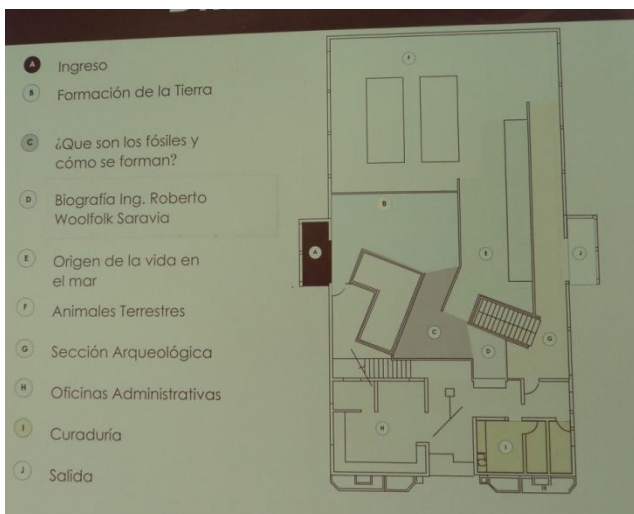 A Ingreso
B Formación de la Tierra
C ¿Que son los fósiles y
cómo se forman?
D Biografía Ing. Roberto
Woolfolk Saravia
E Origen de la vida en
el mar
F Animales Terrestres
G Sección Arqueológica
H Oficinas Administrativas
I Curaduría
J Salida
F
B
A
E
J
C
D
G
H
I